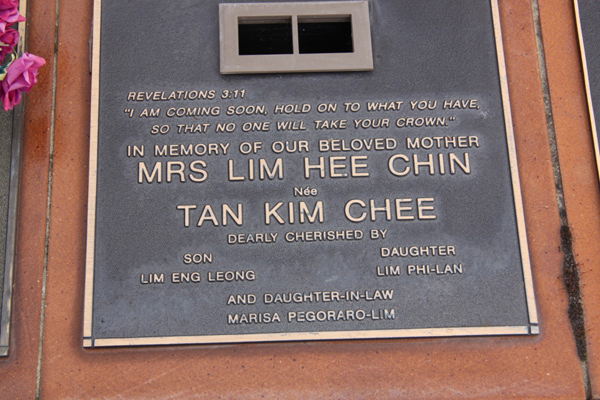 REVELATIONS 3:11
"I AM COMING SOON, HOLD ON TO WHAT YOU HAVE,
SO THAT NO ONE WILL TAKE YOUR CROWN."
IN MEMORY OF OUR BELOVED MOTHER
MRS LIM HEE CHIN
Née
TAN KIM CHEE
DEARLY CHERISHED BY
SON
LIM ENG LEONG
DAUGHTER
LIM PHI-LAN
AND DAUGHTER-IN-LAW
MARISA PEGORARO-LIM